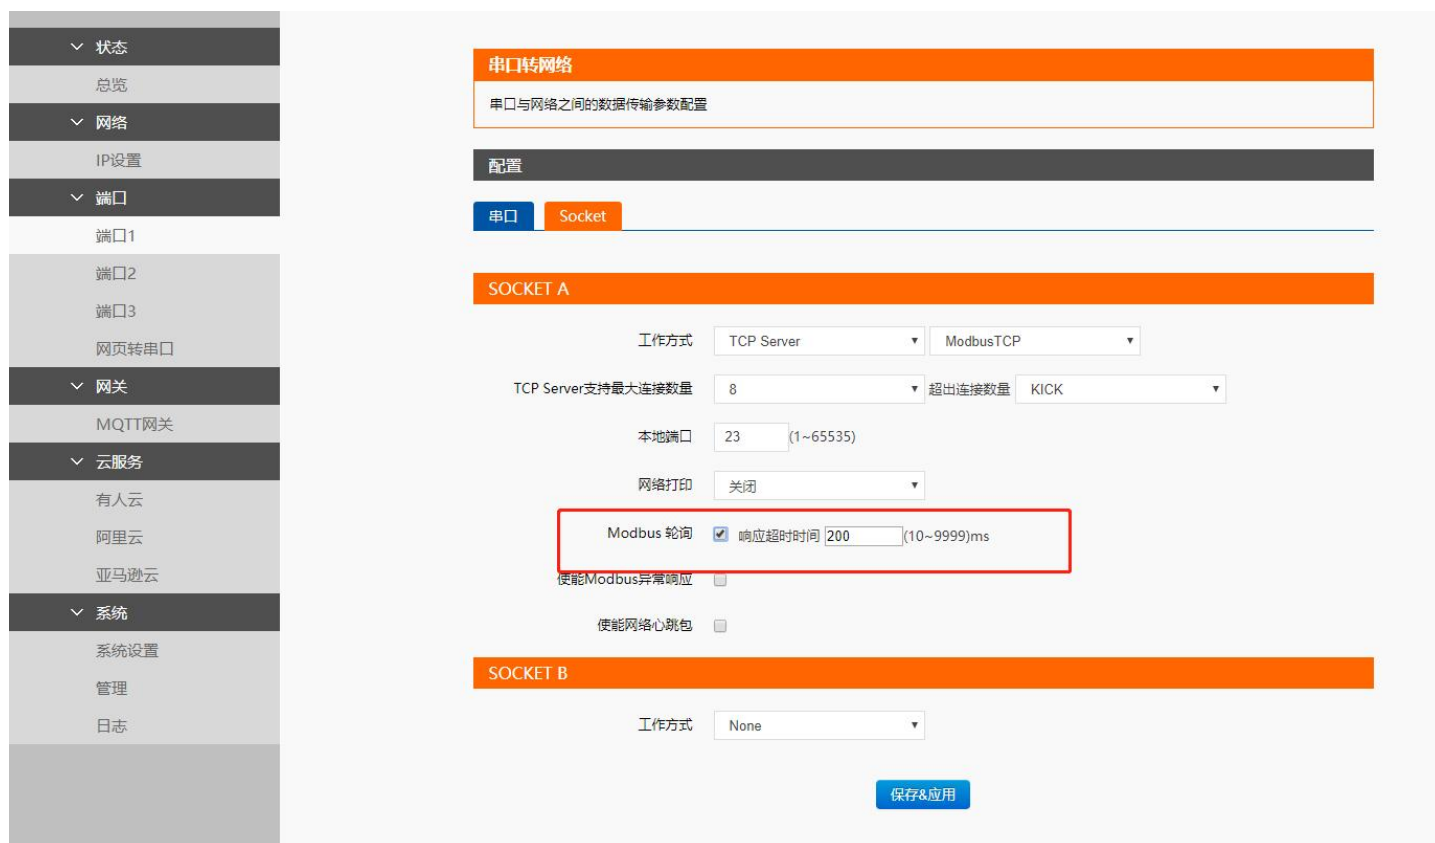 状态
总览
网络
IP设置
端口
端口1
端口2
端口3
网页转串口
网关
MQTT网关
云服务
有人云
阿里云
亚马逊云
系统
系统设置
管理
日志
串口转网络
串口与网络之间的数据传输参数配置
配置
串口 Socket
SOCKET A
工作方式 TCP Server ModbusTCP
TCP Server支持最大连接数量 8 超出连接数量 KICK
本地端口 23 (1~65535)
网络打印 关闭
Modbus 轮询 响应超时时间 200 (10~9999)ms
使能Modbus异常响应
使能网络心跳包
SOCKET B
工作方式 None
保存&应用